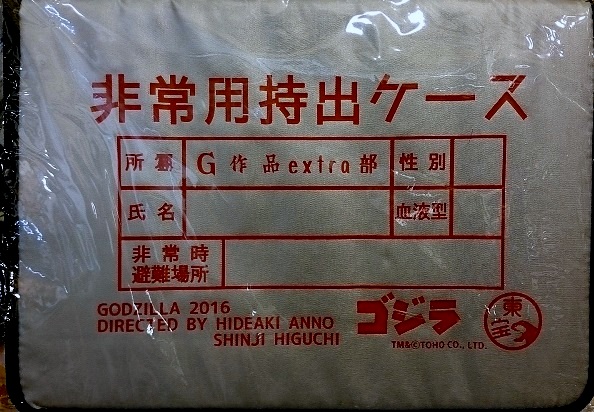 非常用持出ケース
所属 G作品extra部 性別
氏名 血液型
非常時
避難場所
GODZILLA 2016
DIRECTED BY HIDEAKI ANNO
SHINJI HIGUCHI
ゴジラ
TM&©TOHO CO., LTD.
東宝